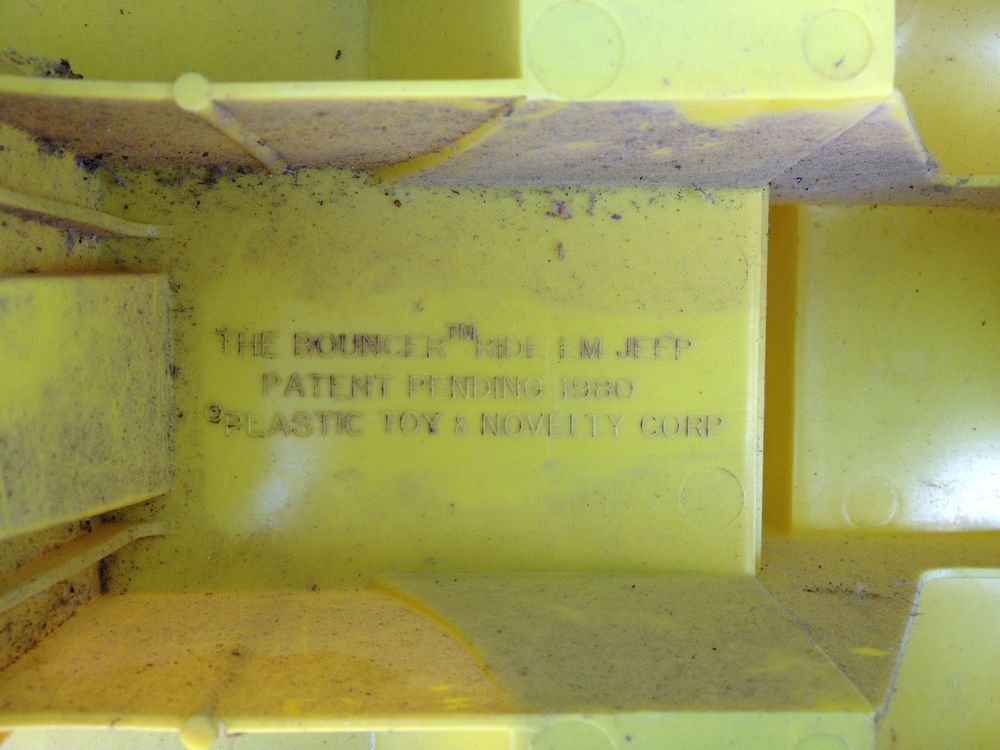 THE BOUNCER™ RIDE EM JEEP
PATENT PENDING 1980
©PLASTIC TOY & NOVELTY CORP